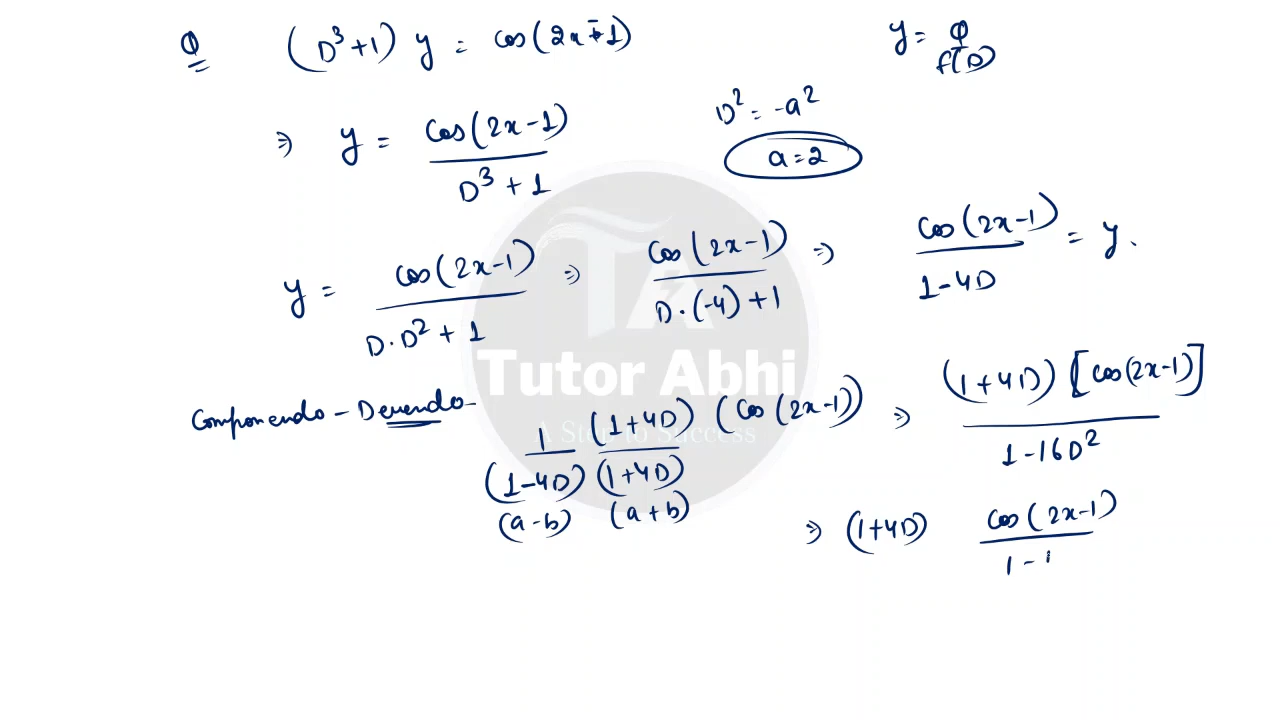 Q (D³+1) y = cos(2x-1) y = Q / f(D)
⇒ y = cos(2x-1) / D³ + 1 D² = -a²
a = 2
y = cos(2x-1) / D·D² + 1 ⇒ cos(2x-1) / D·(-4) + 1 ⇒ cos(2x-1) / 1-4D = y.
Tutor Abhi
A Step to Success
Componendo - Devendo
1 / (1-4D) (1+4D) / (1+4D) (cos(2x-1)) ⇒ (1+4D) [cos(2x-1)] / 1-16D²
(a-b) (a+b)
⇒ (1+4D) cos(2x-1) / 1-1